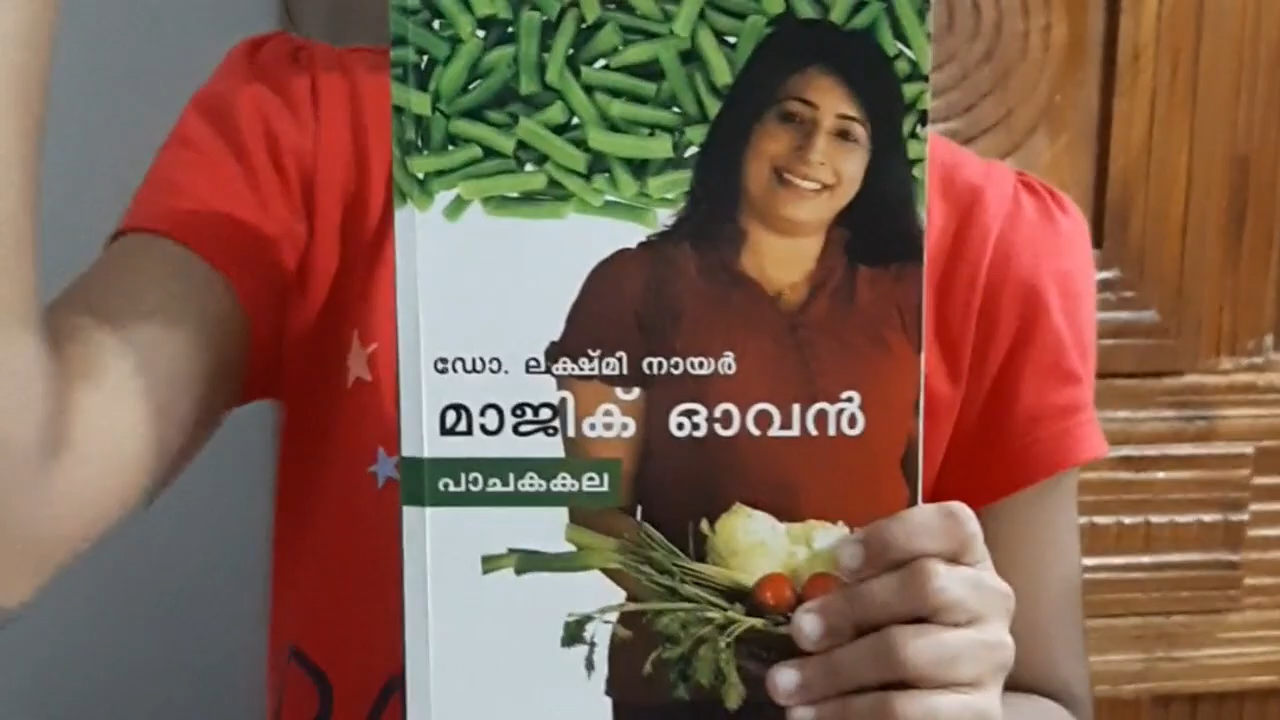 ഡോ. ലക്ഷ്മി നായർ
മാജിക് ഓവൻ
പാചകകല